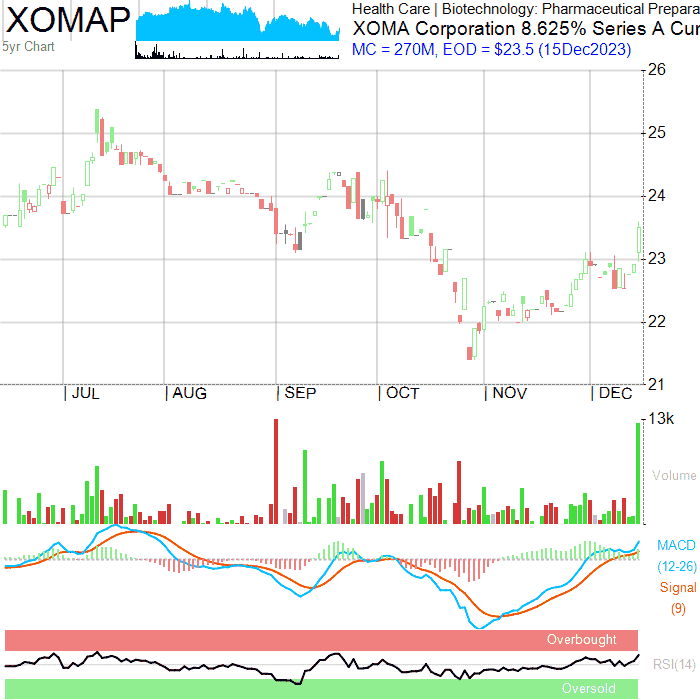 XOMAP
5yr Chart
Health Care | Biotechnology: Pharmaceutical Prepara
XOMA Corporation 8.625% Series A Cur
MC = 270M, EOD = $23.5 (15Dec2023)
26
25
24
23
22
21
| JUL | AUG | SEP | OCT | NOV | DEC
13k
Volume
MACD
(12-26)
Signal
(9)
Overbought
RSI(14)
Oversold